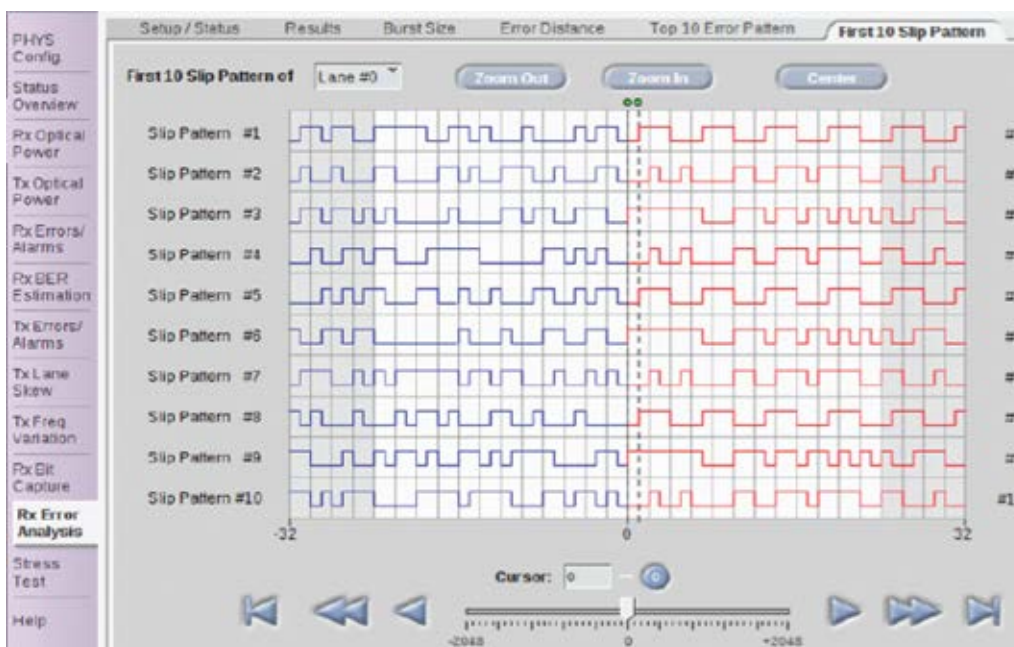 Setup / Status
Results
Burst Size
Error Distance
Top 10 Error Pattern
First 10 Slip Pattern
PHYS
Config
Status
Overview
Rx Optical
Power
Tx Optical
Power
Rx Errors/
Alarms
Rx BER
Estimation
Tx Errors/
Alarms
Tx Lane
Skew
Tx Freq
Variation
Rx Bit
Capture
Rx Error
Analysis
Stress
Test
Help
First 10 Slip Pattern of
Lane #0
Zoom Out
Zoom In
Center
Slip Pattern #1
Slip Pattern #2
Slip Pattern #3
Slip Pattern #4
Slip Pattern #5
Slip Pattern #6
Slip Pattern #7
Slip Pattern #8
Slip Pattern #9
Slip Pattern #10
#1
-32
0
32
Cursor: 0
-2048
0
+2048